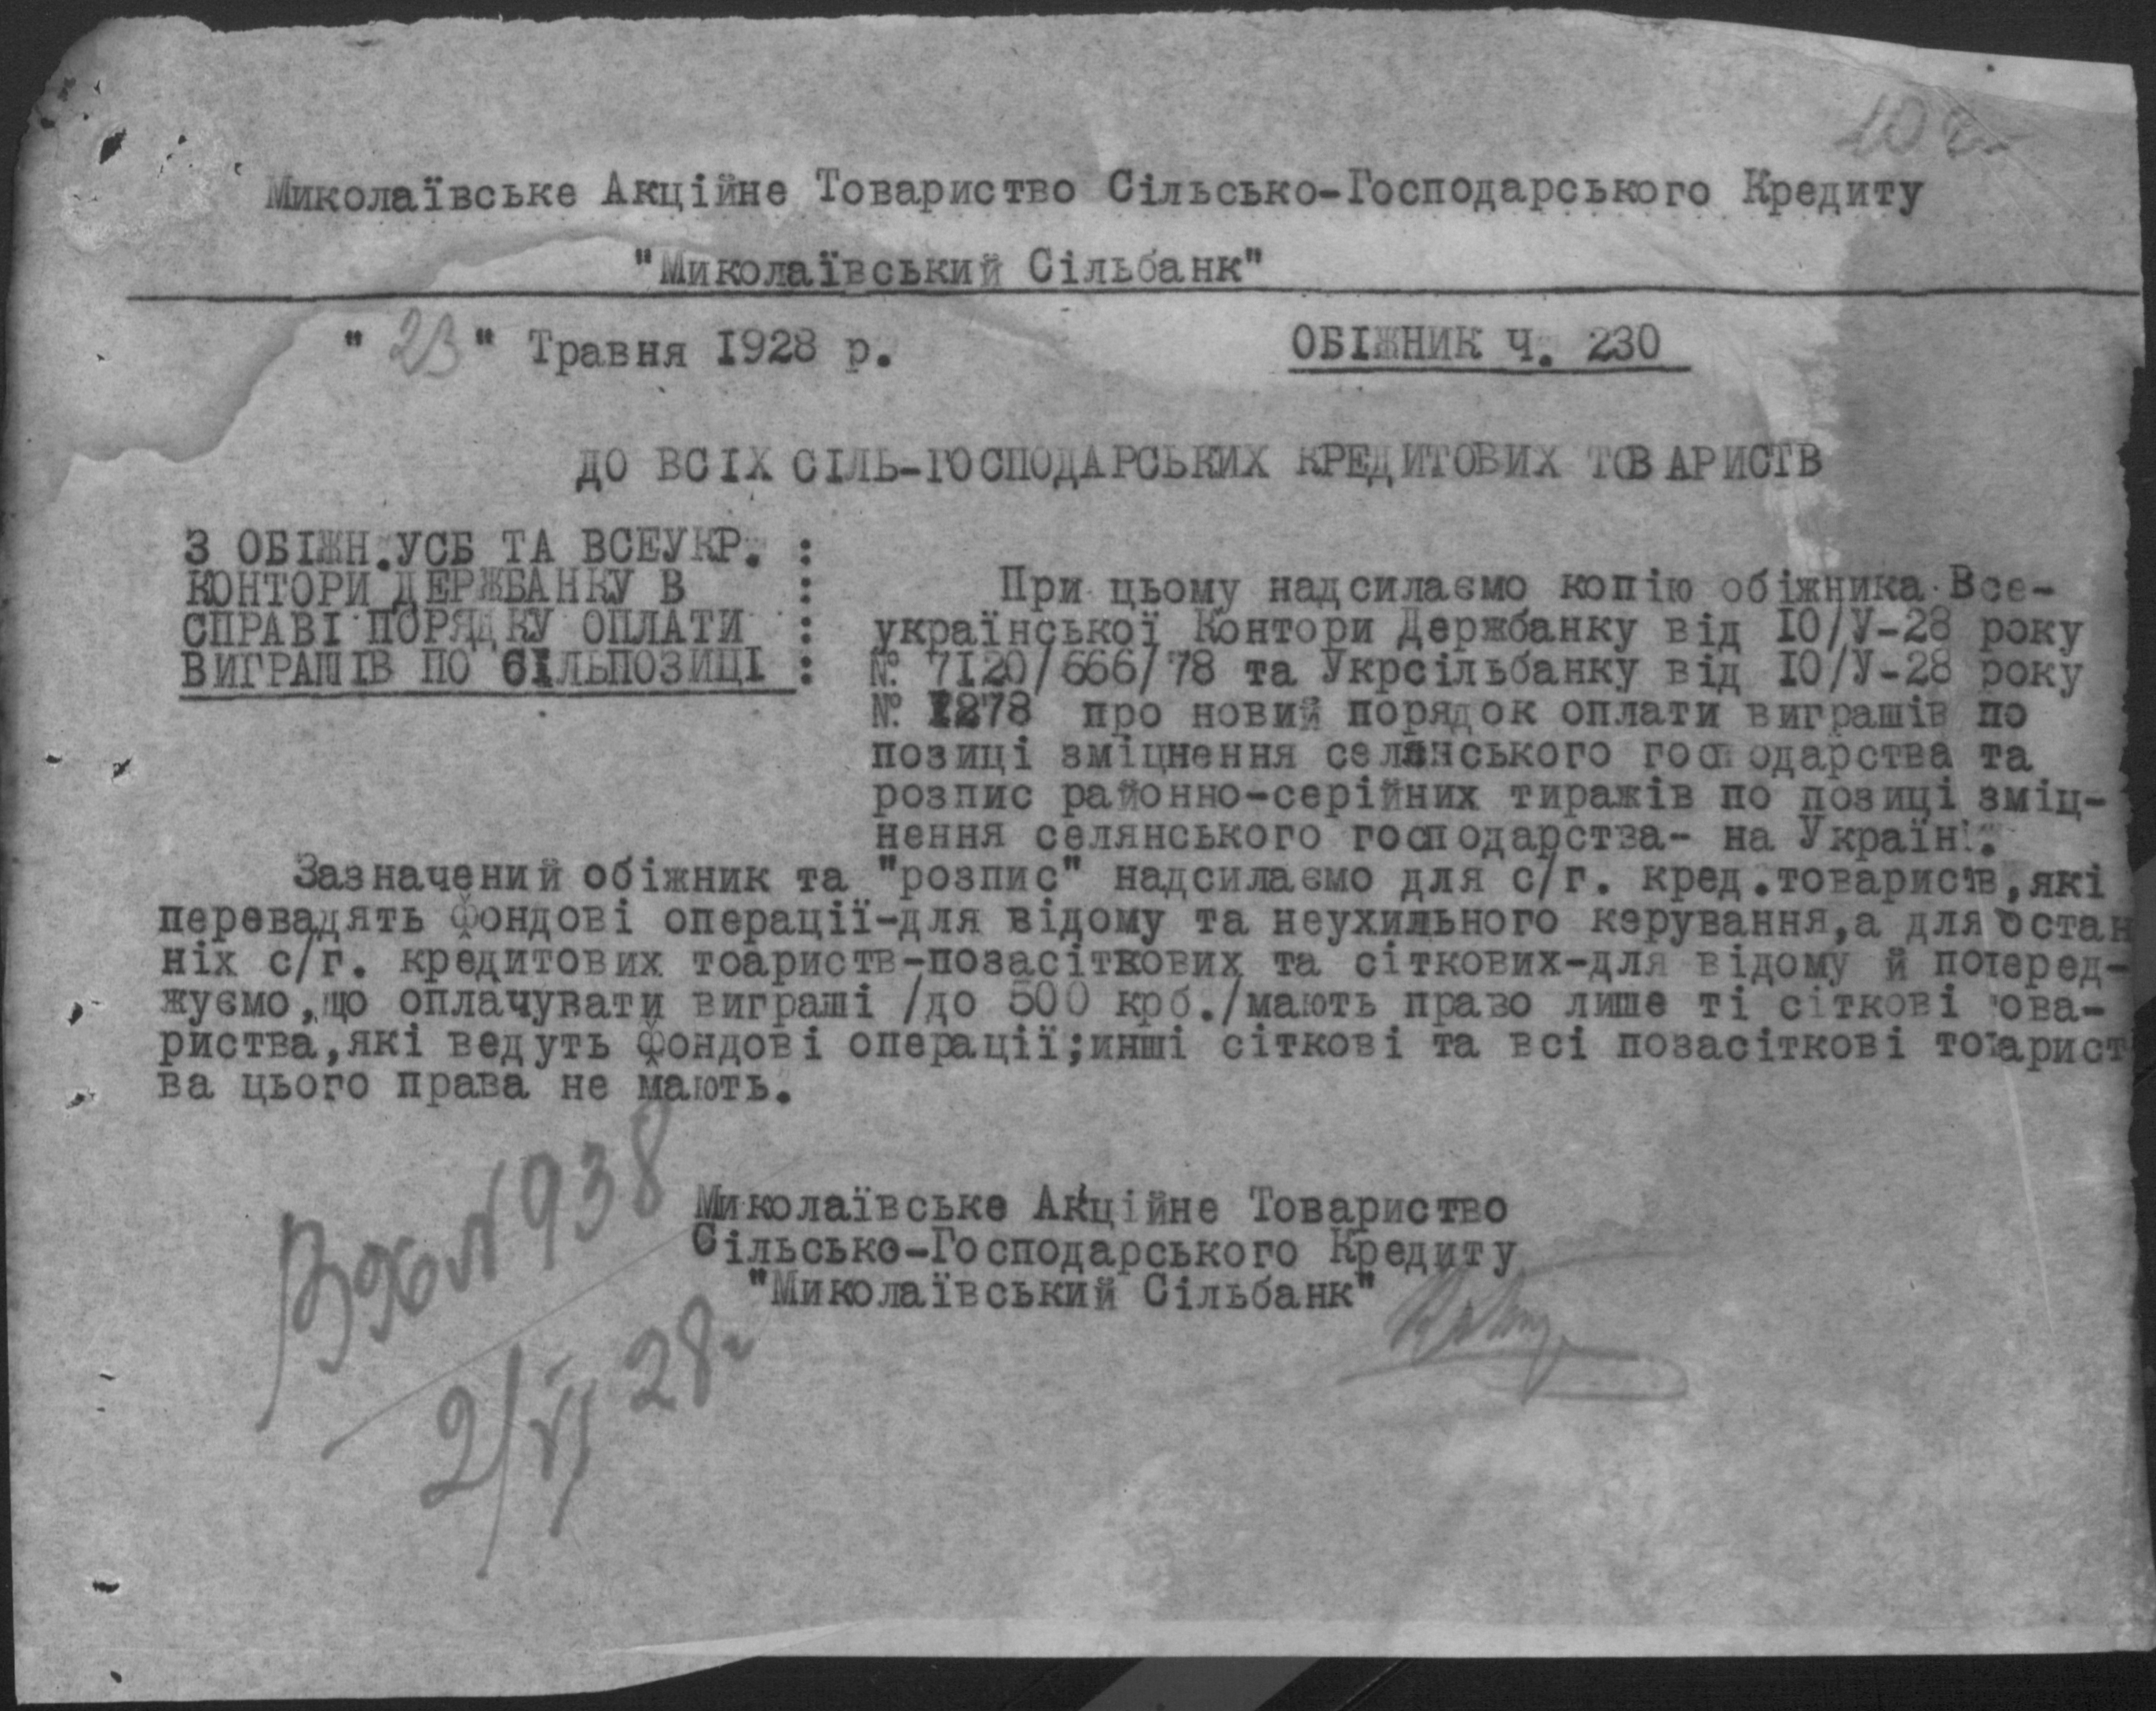 Миколаївське Акційне Товариство Сільсько-Господарського Кредиту
"Миколаївський Сільбанк"
"23" Травня 1928 р.
ОБІЖНИК Ч. 230
ДО ВСІХ СІЛЬ-ГОСПОДАРСЬКИХ КРЕДИТОВИХ ТОВАРИСТВ
З ОБІЖН.УСБ ТА ВСЕУКР. :
КОНТОРИ ДЕРЖБАНКУ В :
СПРАВІ ПОРЯДКУ ОПЛАТИ :
ВИГРАШІВ ПО СІЛЬПОЗИЦІ :
При цьому надсилаємо копію обіжника Все-
української Контори Держбанку від 10/У-28 року
№ 7120/666/78 та Укрсільбанку від 10/У-28 року
№ 1278 про новий порядок оплати виграшів по
позиці зміцнення селянського господарства та
розпис районно-серійних тиражів по позиці зміц-
нення селянського господарства- на Україні.
Зазначений обіжник та "розпис" надсилаємо для с/г. кред.товариств,які
перевадять фондові операції-для відому та неухильного керування,а для остан
ніх с/г. кредитових тоариств-позасіткових та сіткових-для відому й поперед-
жуємо,що оплачувати виграші /до 500 крб./мають право лише ті сіткові това-
риства,які ведуть фондові операції;инші сіткові та всі позасіткові товарист
ва цього права не мають.
Вхо № 938
2/VI 28
Миколаївське Акційне Товариство
Сільсько-Господарського Кредиту
"Миколаївський Сільбанк"